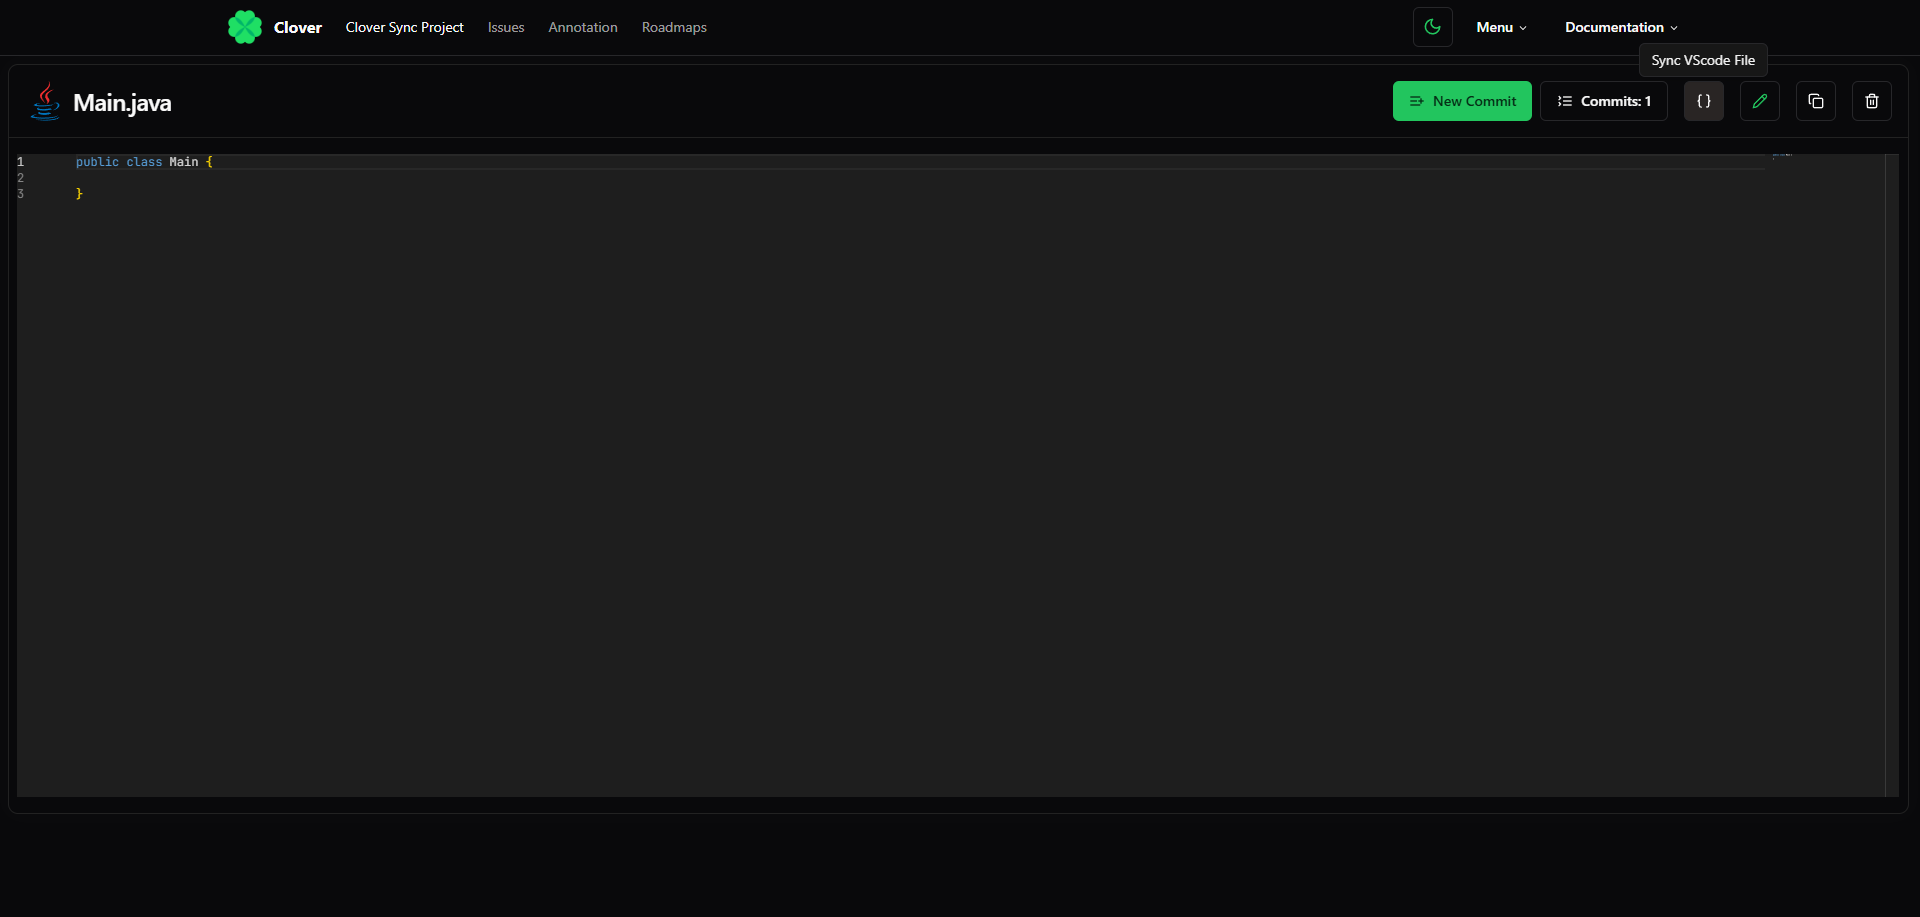 Clover Clover Sync Project Issues Annotation Roadmaps Menu Documentation
Sync VScode File
Main.java New Commit Commits: 1 {}
1 public class Main {
2
3 }